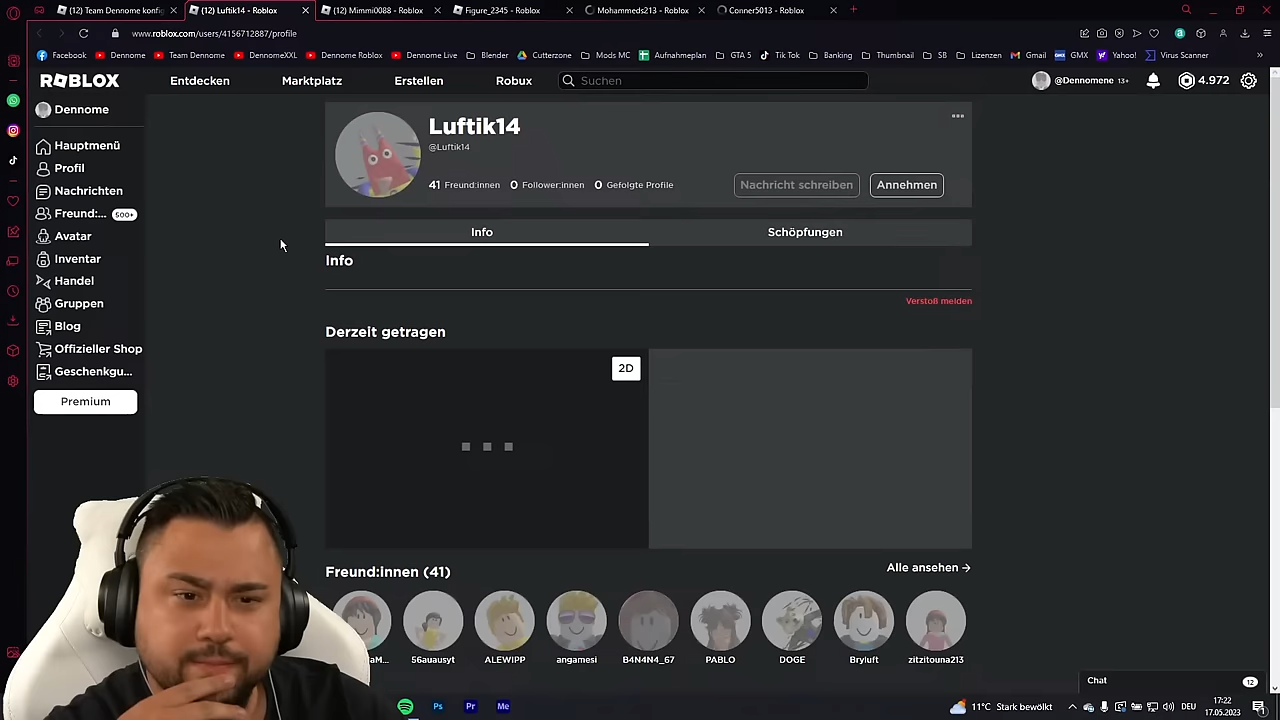 (12) Team Dennome konfig
(12) Luftik14 - Roblox
(12) Mimmi0088 - Roblox
Figure_2345 - Roblox
Mohammeds213 - Roblox
Conner5013 - Roblox
www.roblox.com/users/4156712887/profile
Facebook
Dennome
Team Dennome
DennomeXXL
Dennome Roblox
Dennome Live
Blender
Cutterzone
Mods MC
Aufnahmeplan
GTA 5
Tik Tok
Banking
Thumbnail
SB
Lizenzen
Gmail
GMX
Yahoo!
Virus Scanner
ROBLOX
Entdecken
Marktplatz
Erstellen
Robux
Suchen
@Dennomene 13+
4.972
Dennome
Hauptmenü
Profil
Nachrichten
Freund:... 500+
Avatar
Inventar
Handel
Gruppen
Blog
Offizieller Shop
Geschenkgu...
Premium
Luftik14
@Luftik14
41 Freund:innen 0 Follower:innen 0 Gefolgte Profile
Nachricht schreiben
Annehmen
Info
Schöpfungen
Info
Verstoß melden
Derzeit getragen
2D
Freund:innen (41)
Alle ansehen →
56auausyt
ALEWIPP
angamesi
B4N4N4_67
PABLO
DOGE
Bryluft
zitzitouna213
Chat
12
Ps
Pr
Me
11°C Stark bewölkt
DEU
17:22
17.05.2023